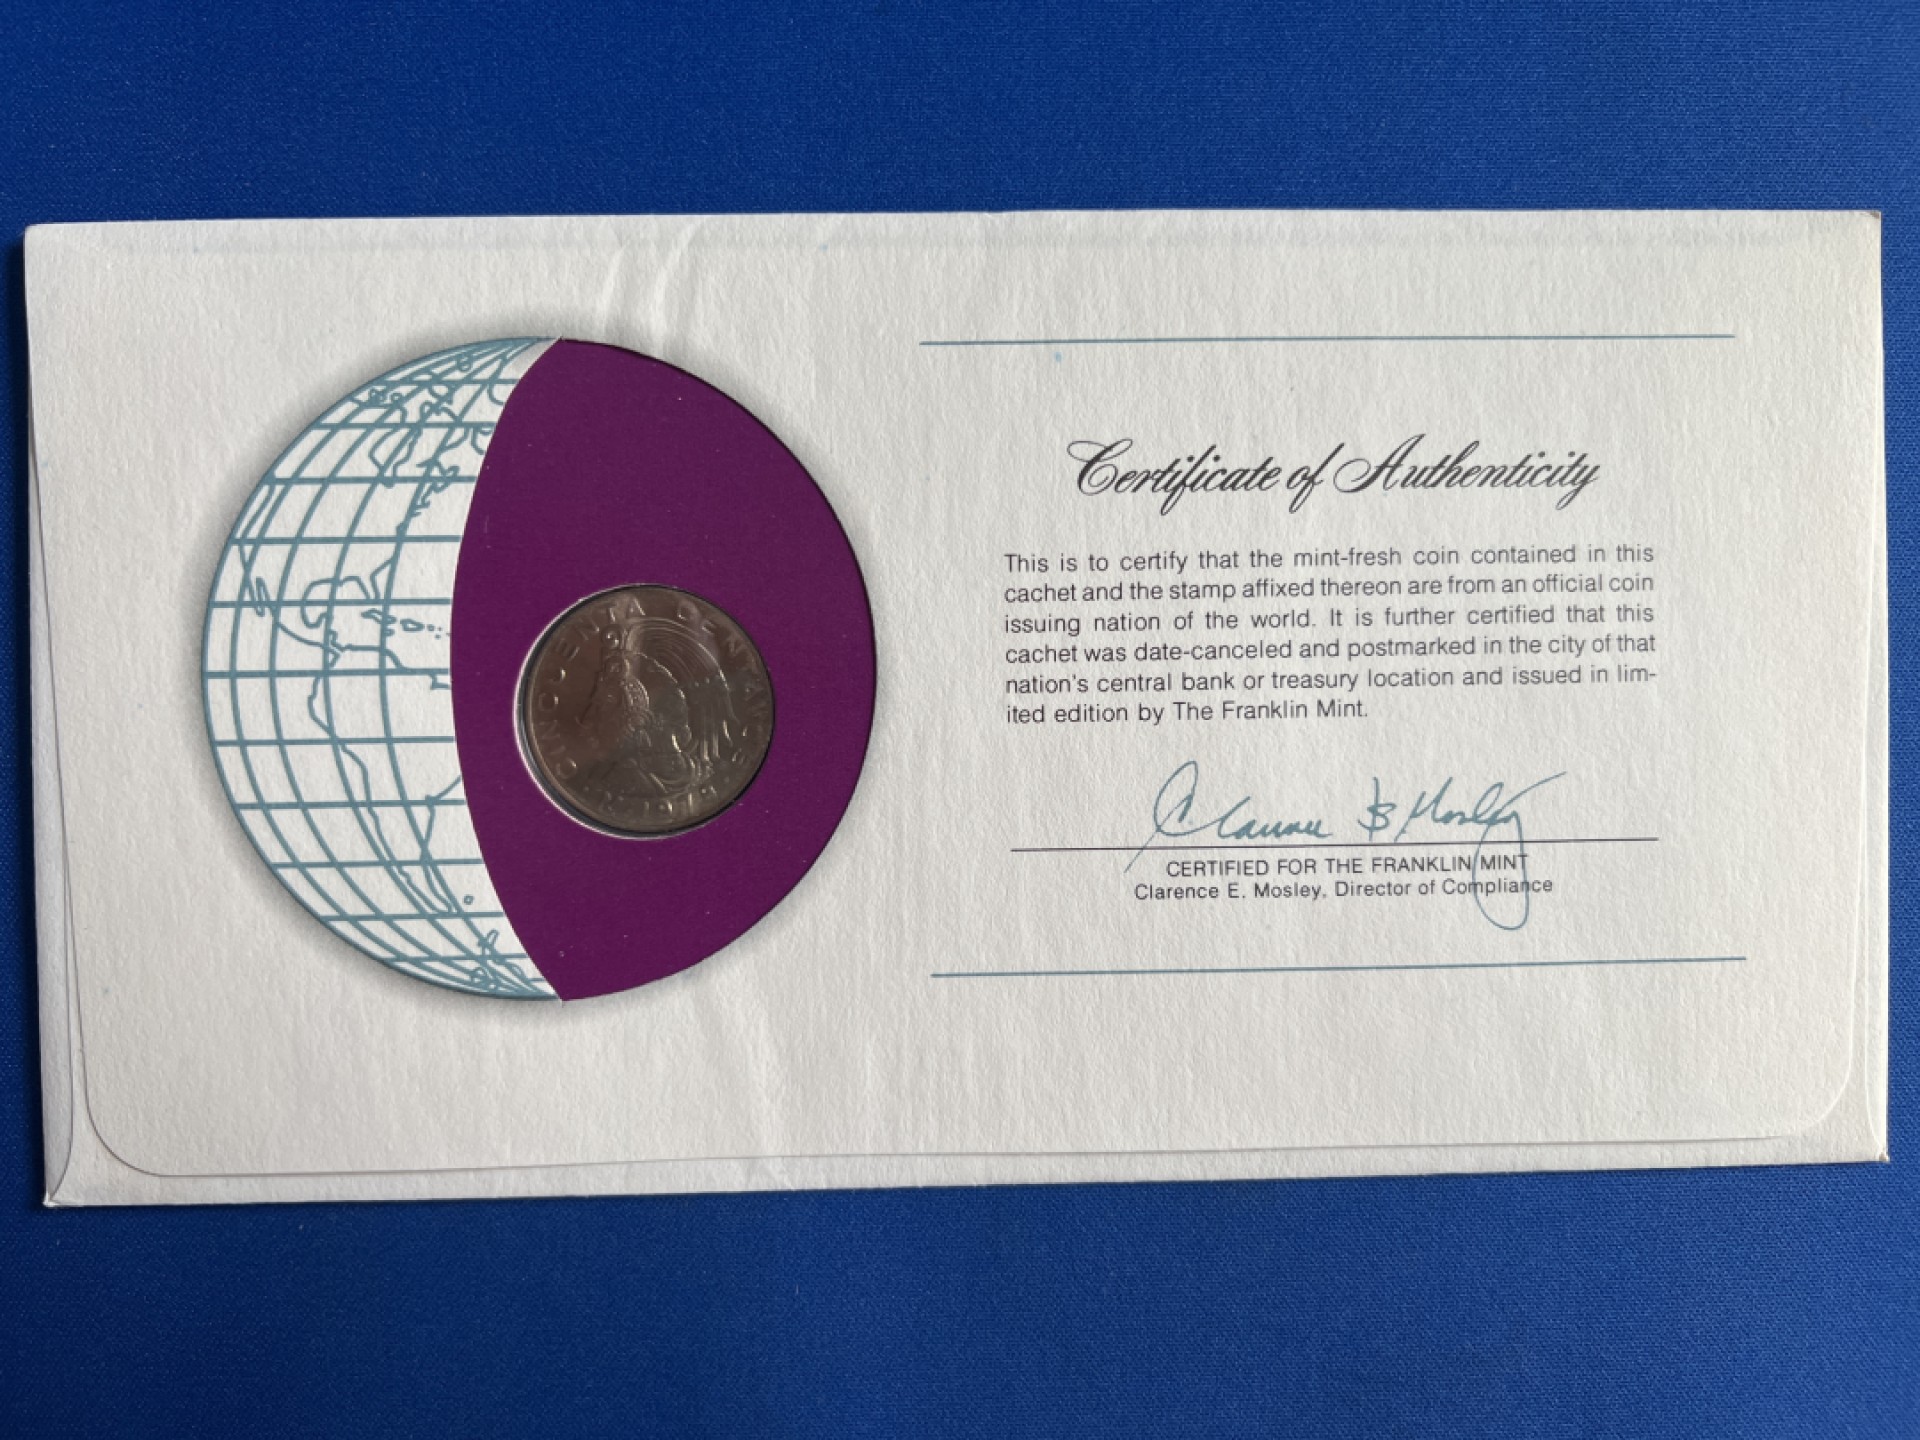 CINCUENTA CENTAVOS
1979
Certificate of Authenticity
This is to certify that the mint-fresh coin contained in this
cachet and the stamp affixed thereon are from an official coin
issuing nation of the world. It is further certified that this
cachet was date-canceled and postmarked in the city of that
nation's central bank or treasury location and issued in lim-
ited edition by The Franklin Mint.
CERTIFIED FOR THE FRANKLIN MINT
Clarence E. Mosley, Director of Compliance